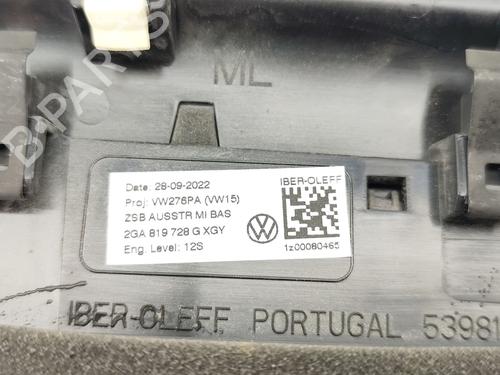 B-PARTS
ML
Date: 28-09-2022
Proj: VW276PA (VW15)
ZSB AUSSTR MI BAS
2GA 819 728 G XGY
Eng. Level: 12S
IBER-OLEFF
1z00080465
IBER-OLEFF PORTUGAL 53981